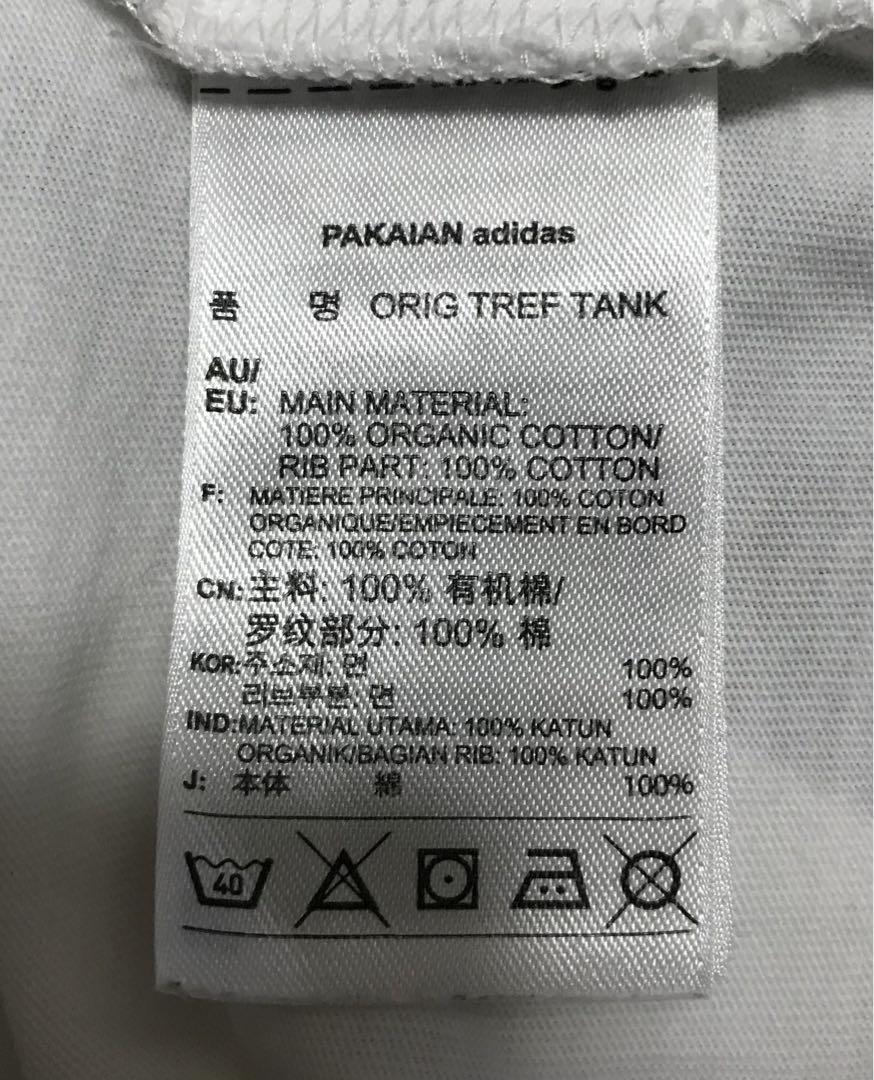 PAKAIAN adidas
품 명 ORIG TREF TANK
AU/
EU: MAIN MATERIAL:
100% ORGANIC COTTON/
RIB PART: 100% COTTON
F: MATIERE PRINCIPALE: 100% COTON
ORGANIQUE/EMPIECEMENT EN BORD
COTE: 100% COTON
CN: 主料: 100% 有机棉/
罗纹部分: 100% 棉
KOR: 주소재: 면 100%
리브부분: 면 100%
IND: MATERIAL UTAMA: 100% KATUN
ORGANIK/BAGIAN RIB: 100% KATUN
J: 本体 綿 100%
40